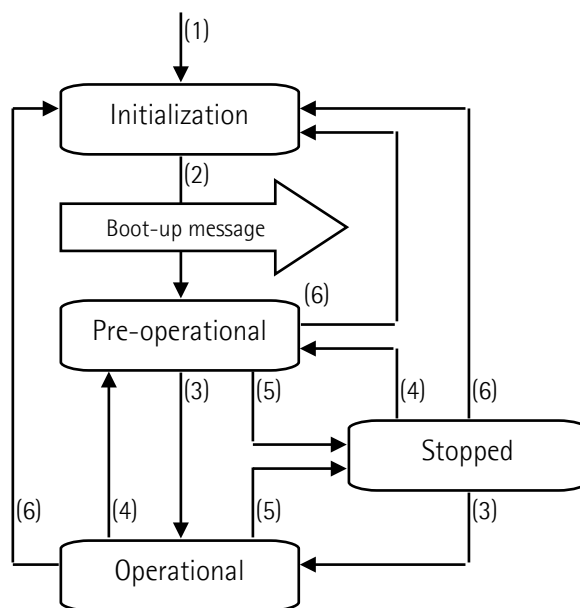 (1)
Initialization
(2)
Boot-up message
(6)
Pre-operational
(3)
(5)
(4)
(6)
Stopped
(6)
(4)
(5)
(3)
Operational